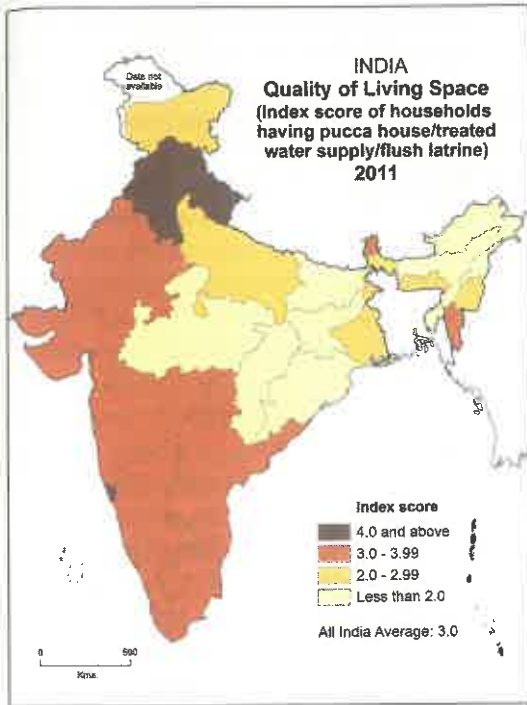 INDIA
Quality of Living Space
(Index score of households
having pucca house/treated
water supply/flush latrine)
2011
Data not
available
Index score
4.0 and above
3.0 - 3.99
2.0 - 2.99
Less than 2.0
All India Average: 3.0
0 500
Kms.